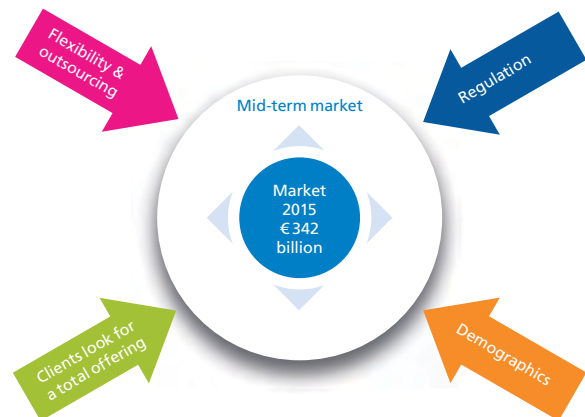 Flexibility &
outsourcing
Regulation
Mid-term market
Market
2015
€ 342
billion
Clients look for
a total offering
Demographics